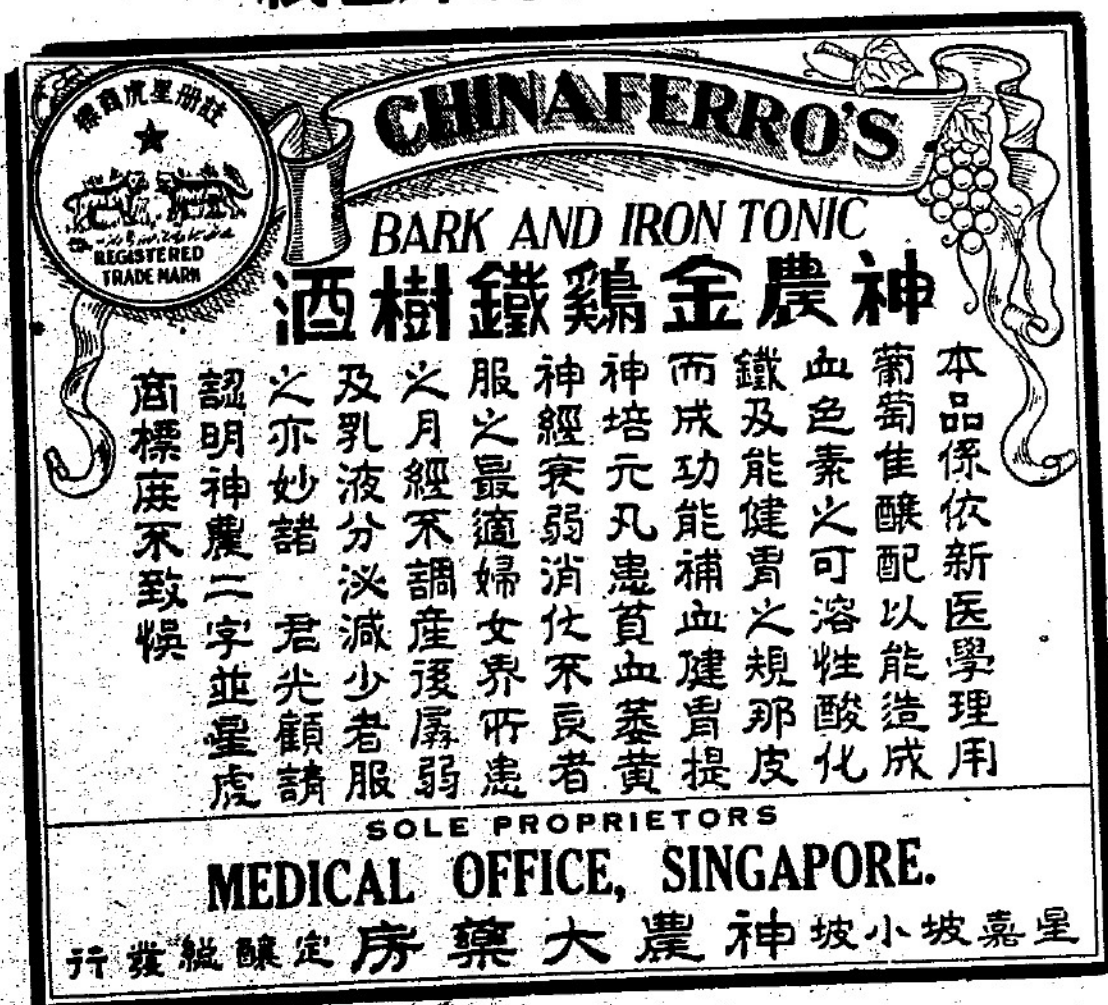 註册星虎商標
REGISTERED
TRADE MARK
CHINAFERRO'S
BARK AND IRON TONIC
神農金鷄鐵樹酒
本品係依新医學理用
葡萄佳釀配以能造成
血色素之可溶性酸化
鐵及能健胃之規那皮
而成功能補血健胃提
神培元凡患貧血萎黄
神經衰弱消化不良者
服之最適婦女界所患
之月經不調産後孱弱
及乳液分泌減少者服
之亦妙諸 君光顧請
認明神農二字並星虎
商標庶不致悞
SOLE PROPRIETORS
MEDICAL OFFICE, SINGAPORE.
星嘉坡小坡神農大藥房定釀總發行